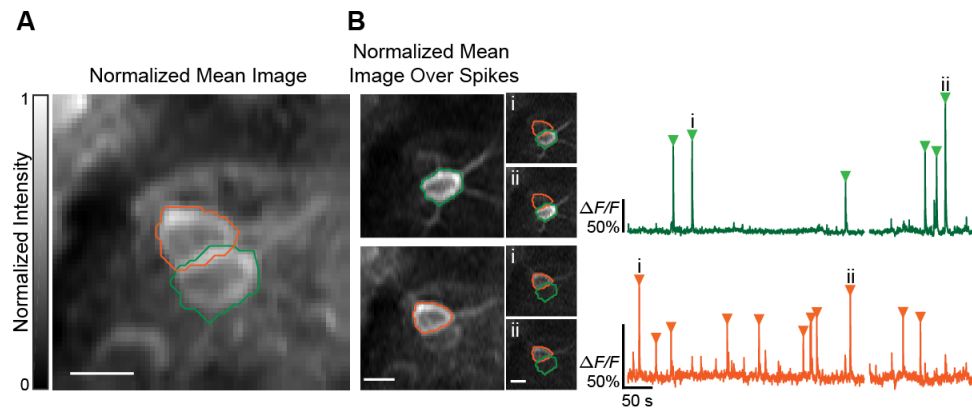 A
B
Normalized Mean Image
Normalized Mean
Image Over Spikes
1
Normalized Intensity
0
i
ii
i
ii
i
ii
ΔF/F
50%
i
ii
ΔF/F
50%
50 s